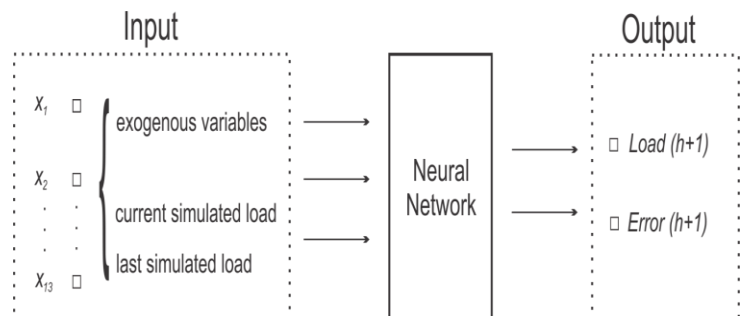 Input
X1 □
exogenous variables
X2 □
. .
current simulated load
. .
. .
last simulated load
X13 □
Neural
Network
Output
□ Load (h+1)
□ Error (h+1)